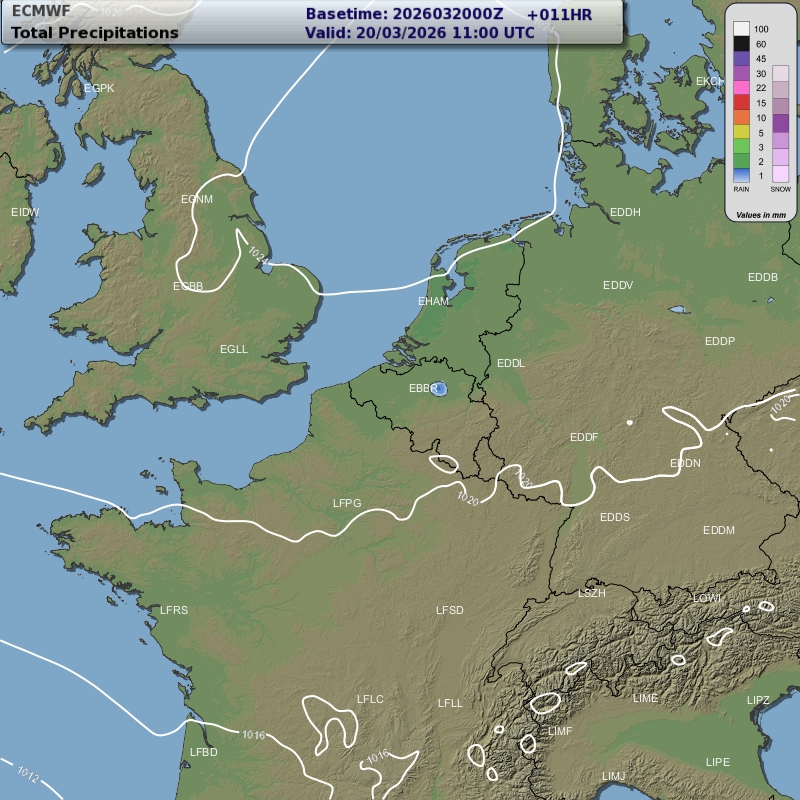 ECMWF
Basetime: 2026032000Z +011HR
Total Precipitations
Valid: 20/03/2026 11:00 UTC
100
60
45
30
22
15
10
5
3
2
1
RAIN SNOW
Values in mm
EGPK
EKCH
EGNM
EIDW
EDDH
1024
EDDB
EGBB
EDDV
EHAM
EDDP
EGLL
EDDL
EBBR
1020
EDDF
EDDN
1020
1020
LFPG
EDDS
EDDM
LSZH
LOWI
LFRS
LFSD
LFLC
LFLL
LIME
LIPZ
1016
LIMF
LFBD
1016
LIPE
1012
LIMJ